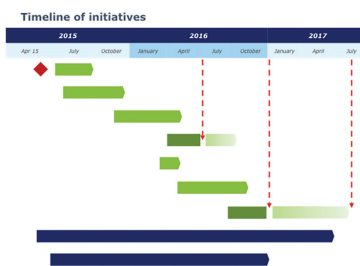 Timeline of initiatives
2015 2016 2017
Apr 15 July October January April July October January April July